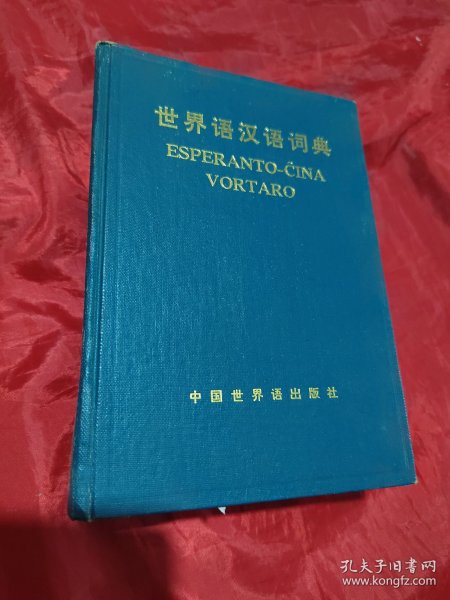 世界语汉语词典
ESPERANTO-ĈINA
VORTARO
中国世界语出版社
孔夫子旧书网
www.kongfz.com